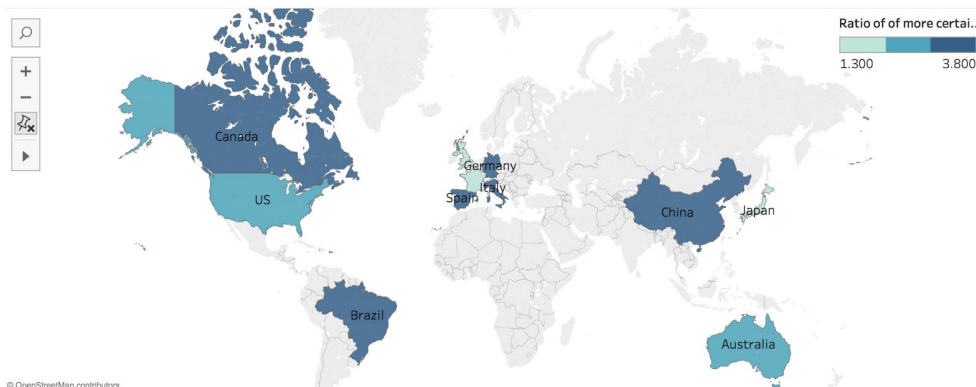 Ratio of of more certai..
1.300 3.800
Canada
US
Germany
Italy
Spain
China
Japan
Brazil
Australia
© OpenStreetMap contributors